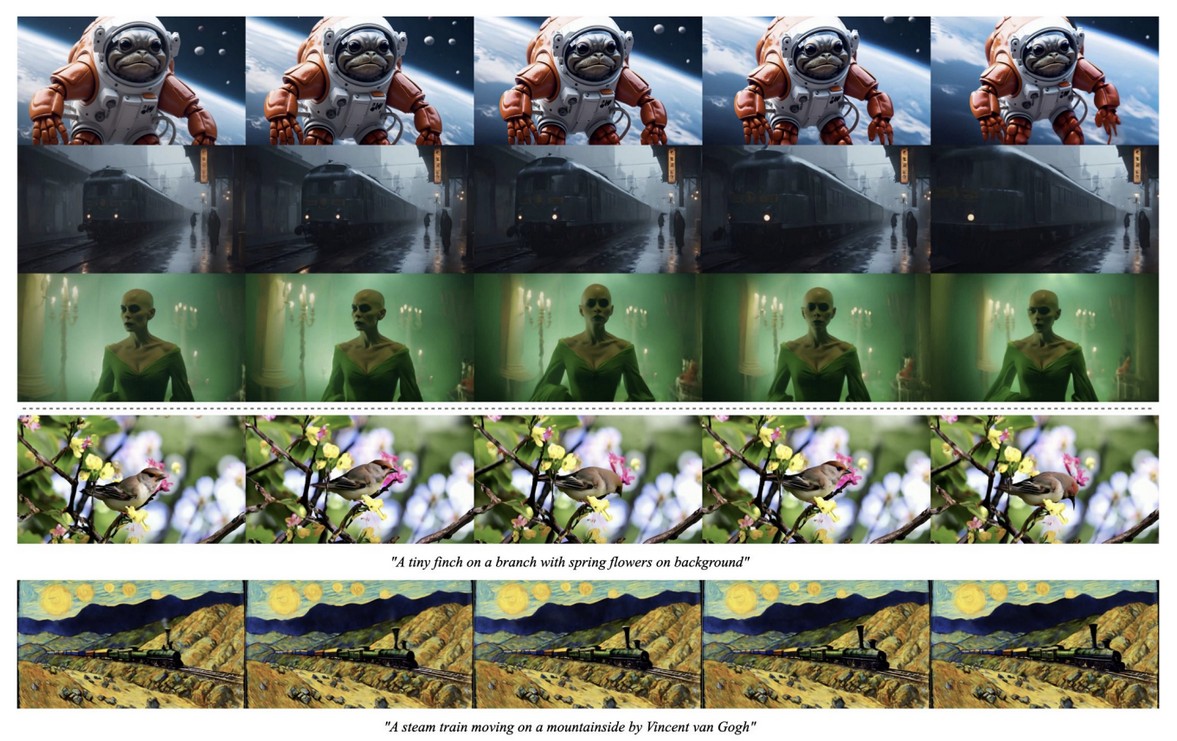 "A tiny finch on a branch with spring flowers on background"
"A steam train moving on a mountainside by Vincent van Gogh"